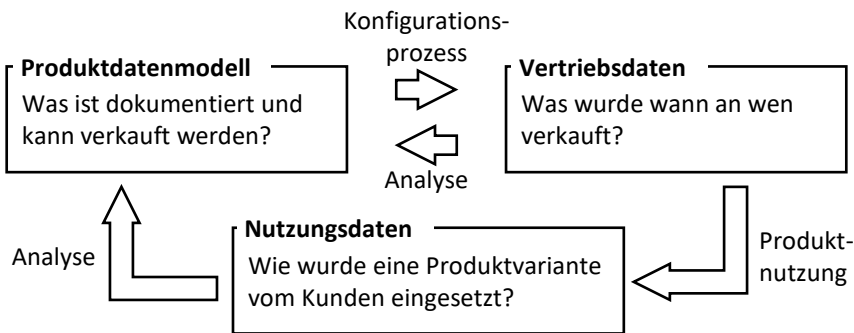 Konfigurations-
prozess
Produktdatenmodell
Was ist dokumentiert und
kann verkauft werden?
Vertriebsdaten
Was wurde wann an wen
verkauft?
Analyse
Nutzungsdaten
Wie wurde eine Produktvariante
vom Kunden eingesetzt?
Analyse
Produkt-
nutzung